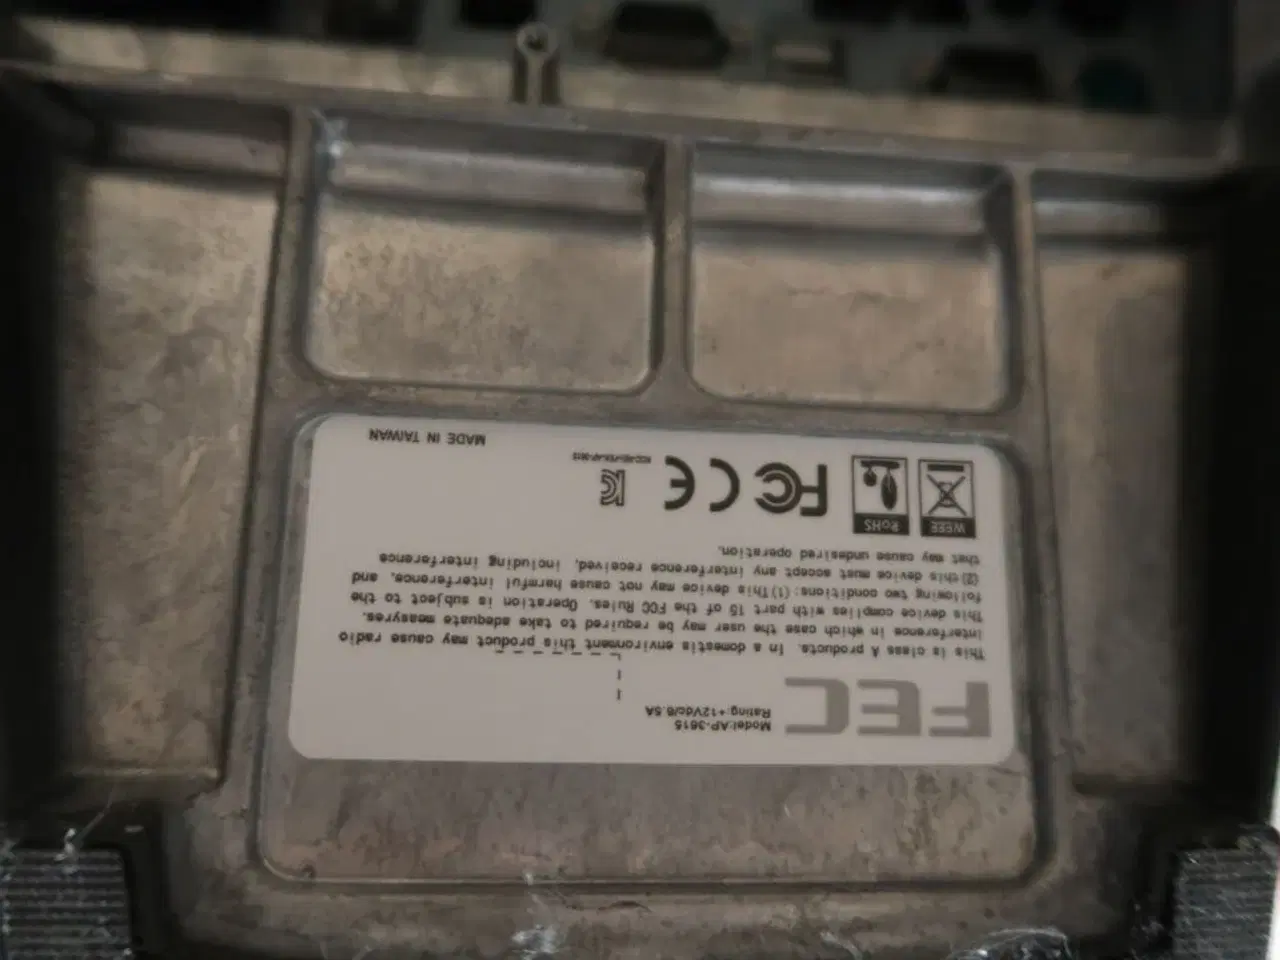 FEC
Model:AP-3615
Rating:+12Vdc/6.5A
This is class A products. In a domestis environment this product may cause radio
interference in which case the user may be required to take adequate measyres.
This device complies with part 15 of the FCC Rules. Operation is subject to the
following two conditions: (1)This device may not cause harmful interference, and
(2)this device must accept any interference received, including interference
that may cause undesired operation.
WEEE
RoHS
FC
CE
MADE IN TAIWAN